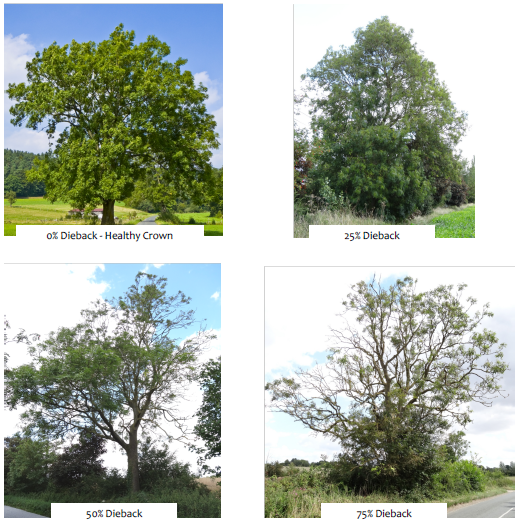 0% Dieback - Healthy Crown
25% Dieback
50% Dieback
75% Dieback